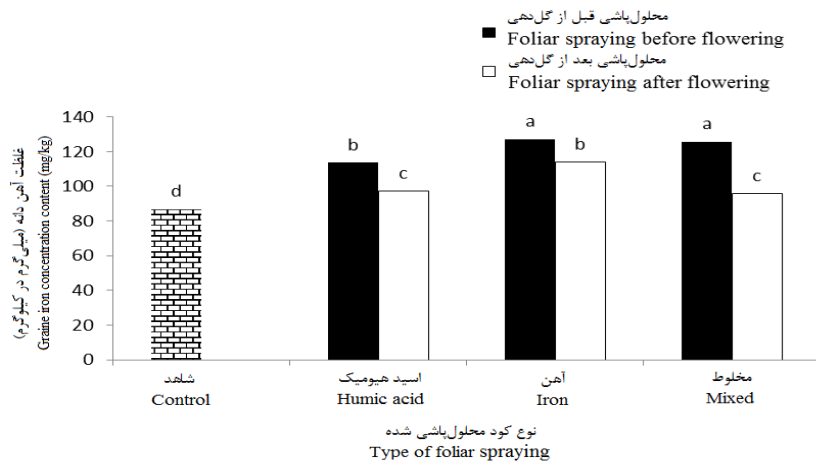 محلول‌پاشی قبل از گل‌دهی
Foliar spraying before flowering
محلول‌پاشی بعد از گل‌دهی
Foliar spraying after flowering
غلظت آهن دانه (میلی‌گرم در کیلوگرم)
Graine iron concentration content (mg/kg)
140
120
100
80
60
40
20
0
d
b
c
a
b
a
c
شاهد
Control
اسید هیومیک
Humic acid
آهن
Iron
مخلوط
Mixed
نوع کود محلول‌پاشی شده
Type of foliar spraying